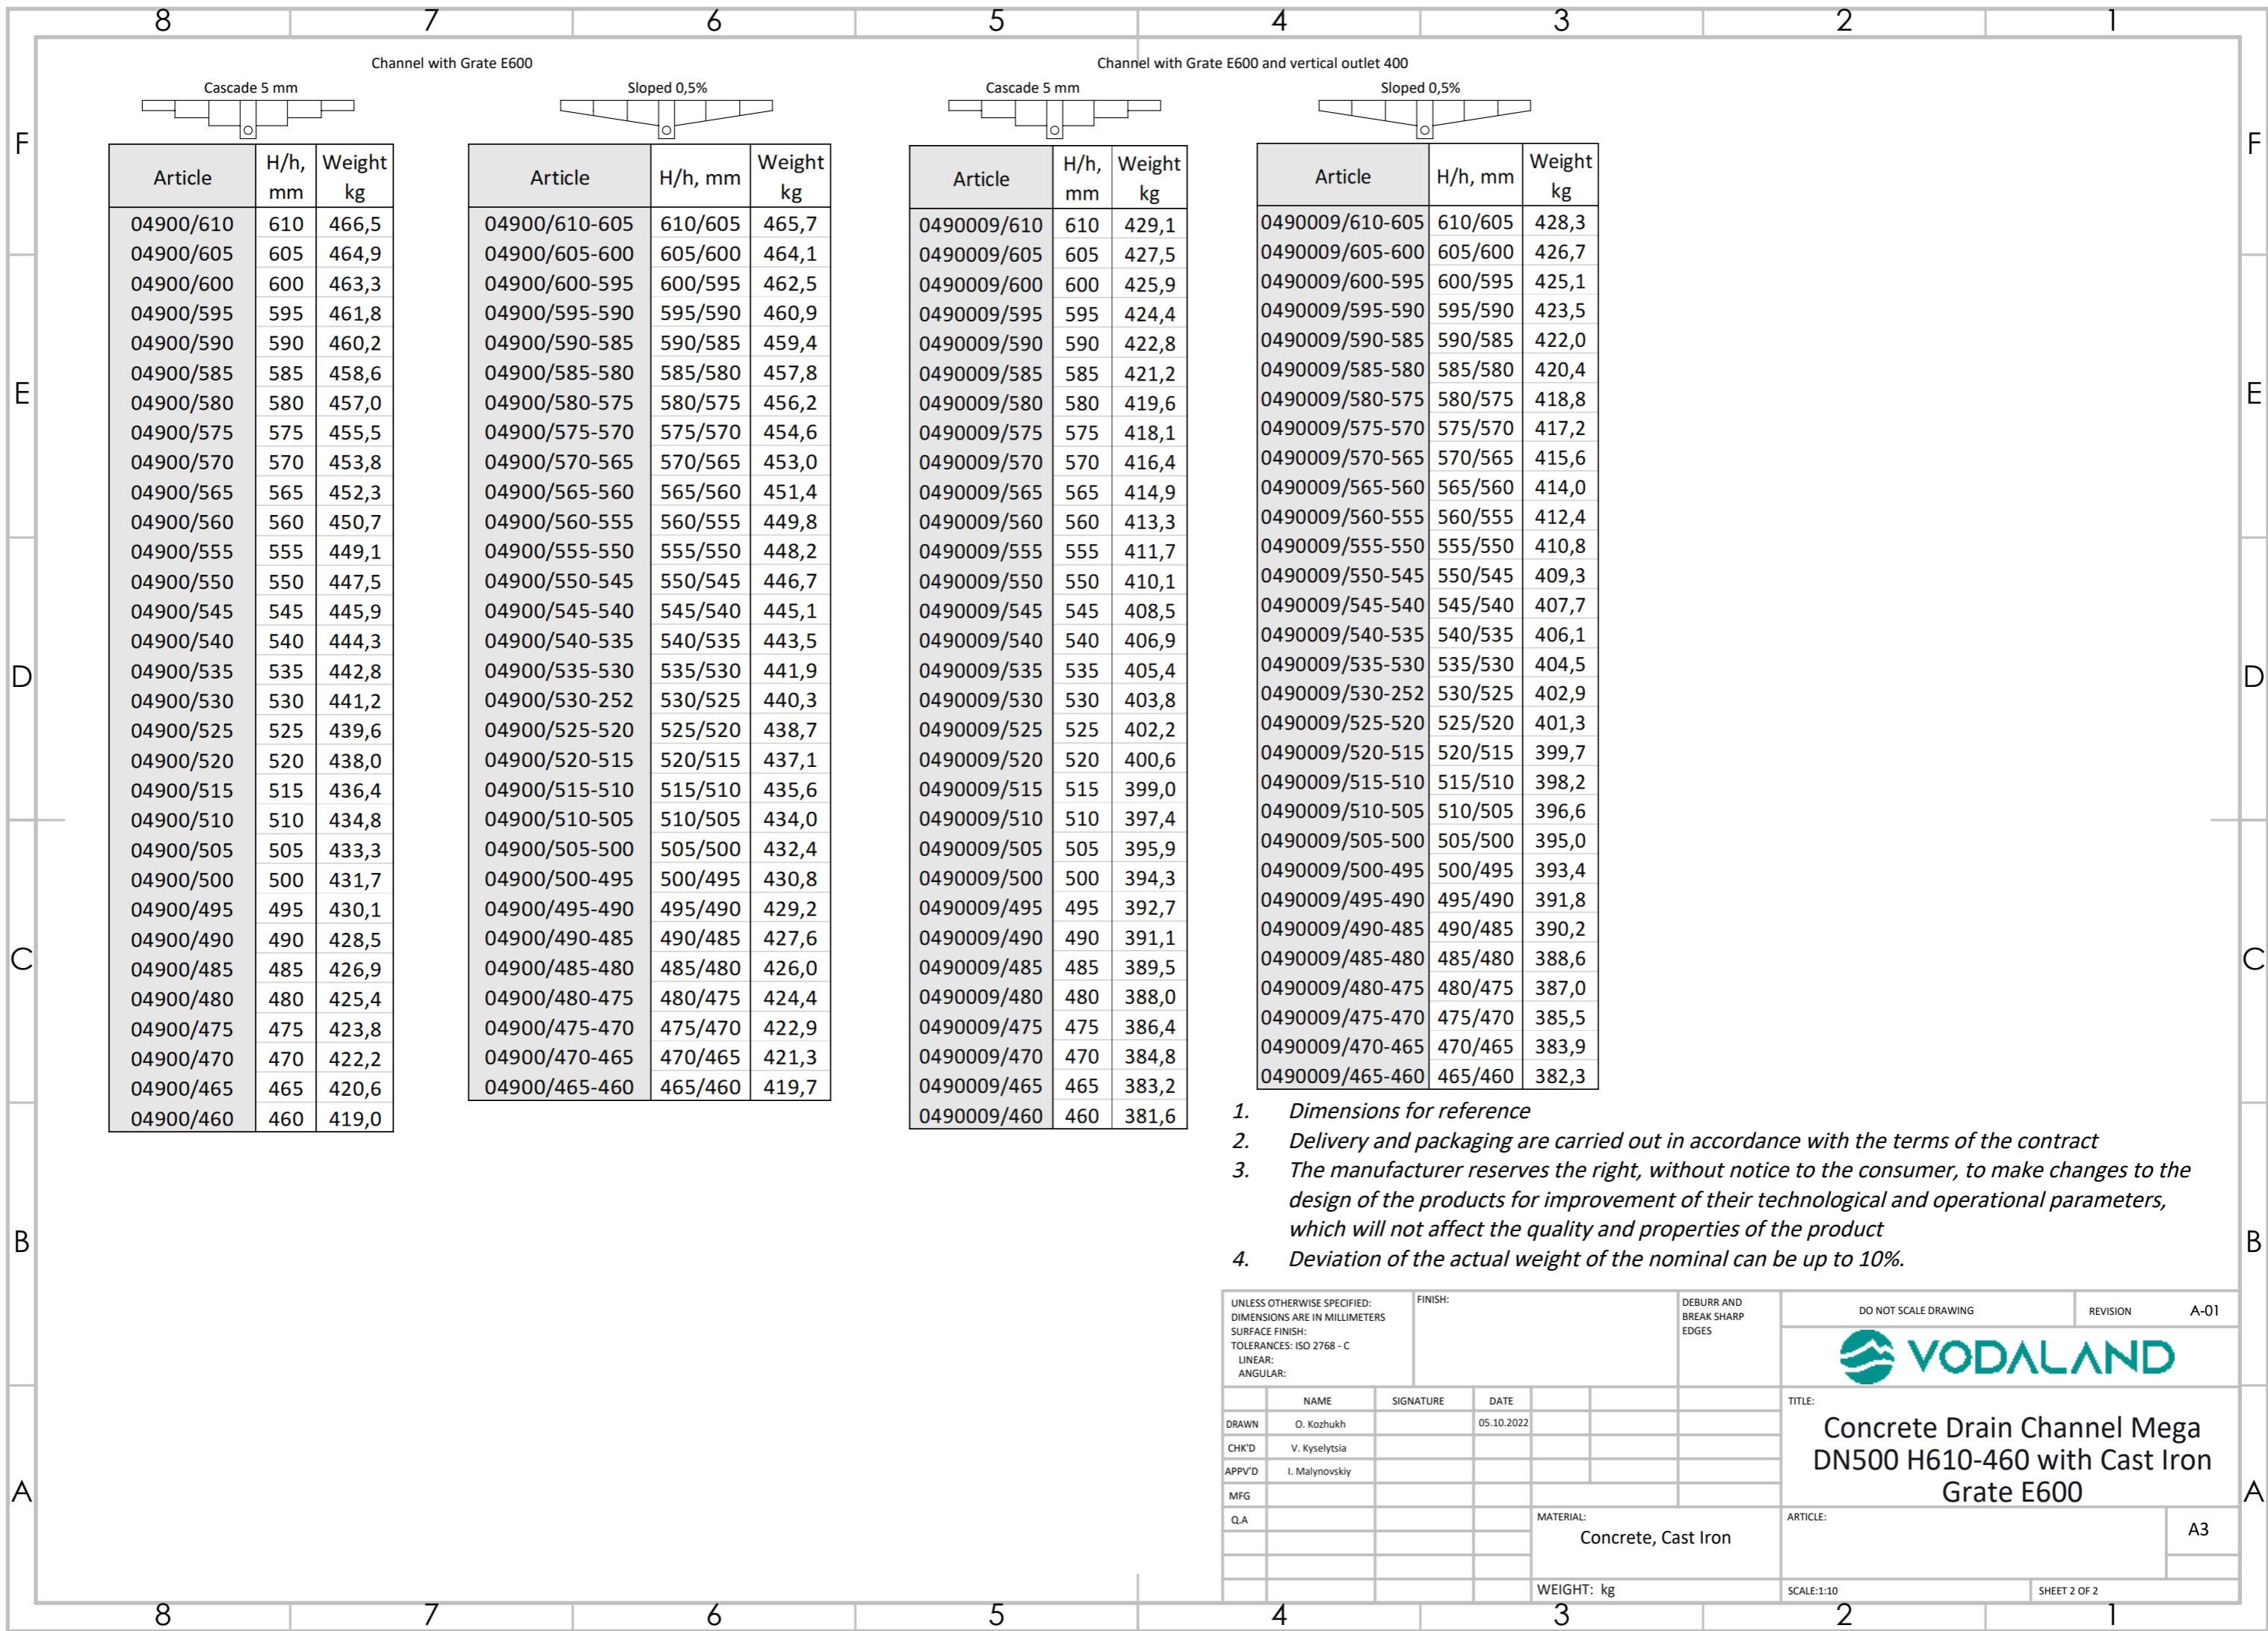 8 7 6 5 4 3 2 1
Channel with Grate E600
Channel with Grate E600 and vertical outlet 400
Cascade 5 mm
Sloped 0,5%
Cascade 5 mm
Sloped 0,5%
F
F
E
E
D
D
C
C
B
B
A
A
Article H/h, mm Weight kg
04900/610 610 466,5
04900/605 605 464,9
04900/600 600 463,3
04900/595 595 461,8
04900/590 590 460,2
04900/585 585 458,6
04900/580 580 457,0
04900/575 575 455,5
04900/570 570 453,8
04900/565 565 452,3
04900/560 560 450,7
04900/555 555 449,1
04900/550 550 447,5
04900/545 545 445,9
04900/540 540 444,3
04900/535 535 442,8
04900/530 530 441,2
04900/525 525 439,6
04900/520 520 438,0
04900/515 515 436,4
04900/510 510 434,8
04900/505 505 433,3
04900/500 500 431,7
04900/495 495 430,1
04900/490 490 428,5
04900/485 485 426,9
04900/480 480 425,4
04900/475 475 423,8
04900/470 470 422,2
04900/465 465 420,6
04900/460 460 419,0
Article H/h, mm Weight kg
04900/610-605 610/605 465,7
04900/605-600 605/600 464,1
04900/600-595 600/595 462,5
04900/595-590 595/590 460,9
04900/590-585 590/585 459,4
04900/585-580 585/580 457,8
04900/580-575 580/575 456,2
04900/575-570 575/570 454,6
04900/570-565 570/565 453,0
04900/565-560 565/560 451,4
04900/560-555 560/555 449,8
04900/555-550 555/550 448,2
04900/550-545 550/545 446,7
04900/545-540 545/540 445,1
04900/540-535 540/535 443,5
04900/535-530 535/530 441,9
04900/530-252 530/525 440,3
04900/525-520 525/520 438,7
04900/520-515 520/515 437,1
04900/515-510 515/510 435,6
04900/510-505 510/505 434,0
04900/505-500 505/500 432,4
04900/500-495 500/495 430,8
04900/495-490 495/490 429,2
04900/490-485 490/485 427,6
04900/485-480 485/480 426,0
04900/480-475 480/475 424,4
04900/475-470 475/470 422,9
04900/470-465 470/465 421,3
04900/465-460 465/460 419,7
Article H/h, mm Weight kg
0490009/610 610 429,1
0490009/605 605 427,5
0490009/600 600 425,9
0490009/595 595 424,4
0490009/590 590 422,8
0490009/585 585 421,2
0490009/580 580 419,6
0490009/575 575 418,1
0490009/570 570 416,4
0490009/565 565 414,9
0490009/560 560 413,3
0490009/555 555 411,7
0490009/550 550 410,1
0490009/545 545 408,5
0490009/540 540 406,9
0490009/535 535 405,4
0490009/530 530 403,8
0490009/525 525 402,2
0490009/520 520 400,6
0490009/515 515 399,0
0490009/510 510 397,4
0490009/505 505 395,9
0490009/500 500 394,3
0490009/495 495 392,7
0490009/490 490 391,1
0490009/485 485 389,5
0490009/480 480 388,0
0490009/475 475 386,4
0490009/470 470 384,8
0490009/465 465 383,2
0490009/460 460 381,6
Article H/h, mm Weight kg
0490009/610-605 610/605 428,3
0490009/605-600 605/600 426,7
0490009/600-595 600/595 425,1
0490009/595-590 595/590 423,5
0490009/590-585 590/585 422,0
0490009/585-580 585/580 420,4
0490009/580-575 580/575 418,8
0490009/575-570 575/570 417,2
0490009/570-565 570/565 415,6
0490009/565-560 565/560 414,0
0490009/560-555 560/555 412,4
0490009/555-550 555/550 410,8
0490009/550-545 550/545 409,3
0490009/545-540 545/540 407,7
0490009/540-535 540/535 406,1
0490009/535-530 535/530 404,5
0490009/530-252 530/525 402,9
0490009/525-520 525/520 401,3
0490009/520-515 520/515 399,7
0490009/515-510 515/510 398,2
0490009/510-505 510/505 396,6
0490009/505-500 505/500 395,0
0490009/500-495 500/495 393,4
0490009/495-490 495/490 391,8
0490009/490-485 490/485 390,2
0490009/485-480 485/480 388,6
0490009/480-475 480/475 387,0
0490009/475-470 475/470 385,5
0490009/470-465 470/465 383,9
0490009/465-460 465/460 382,3
1. Dimensions for reference
2. Delivery and packaging are carried out in accordance with the terms of the contract
3. The manufacturer reserves the right, without notice to the consumer, to make changes to the
design of the products for improvement of their technological and operational parameters,
which will not affect the quality and properties of the product
4. Deviation of the actual weight of the nominal can be up to 10%.
UNLESS OTHERWISE SPECIFIED:
DIMENSIONS ARE IN MILLIMETERS
SURFACE FINISH:
TOLERANCES: ISO 2768 - C
LINEAR:
ANGULAR:
FINISH:
DEBURR AND
BREAK SHARP
EDGES
DO NOT SCALE DRAWING
REVISION A-01
VODALAND
NAME SIGNATURE DATE
DRAWN O. Kozhukh 05.10.2022
CHK'D V. Kyselytsia
APPV'D I. Malynovskiy
MFG
Q.A
TITLE:
Concrete Drain Channel Mega
DN500 H610-460 with Cast Iron
Grate E600
MATERIAL:
Concrete, Cast Iron
ARTICLE:
A3
WEIGHT: kg
SCALE:1:10
SHEET 2 OF 2
8 7 6 5 4 3 2 1